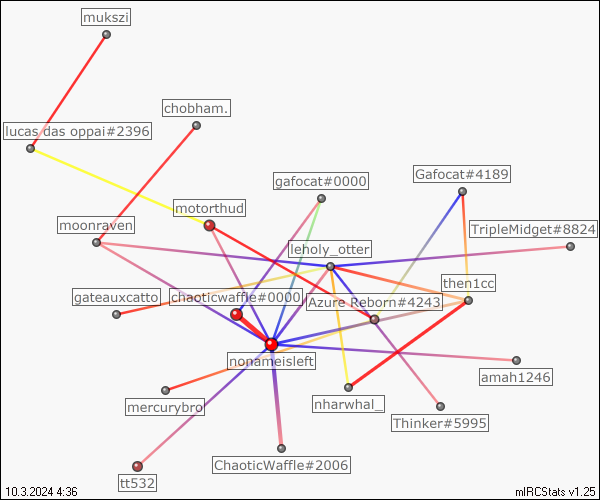 mukszi
chobham.
lucas das oppai#2396
gafocat#0000
Gafocat#4189
motorthud
moonraven
TripleMidget#8824
leholy_otter
then1cc
gateauxcatto
chaoticwaffle#0000
Azure Reborn#4243
nonameisleft
amah1246
mercurybro
nharwhal_
Thinker#5995
ChaoticWaffle#2006
tt532
10.3.2024 4:36
mIRCStats v1.25